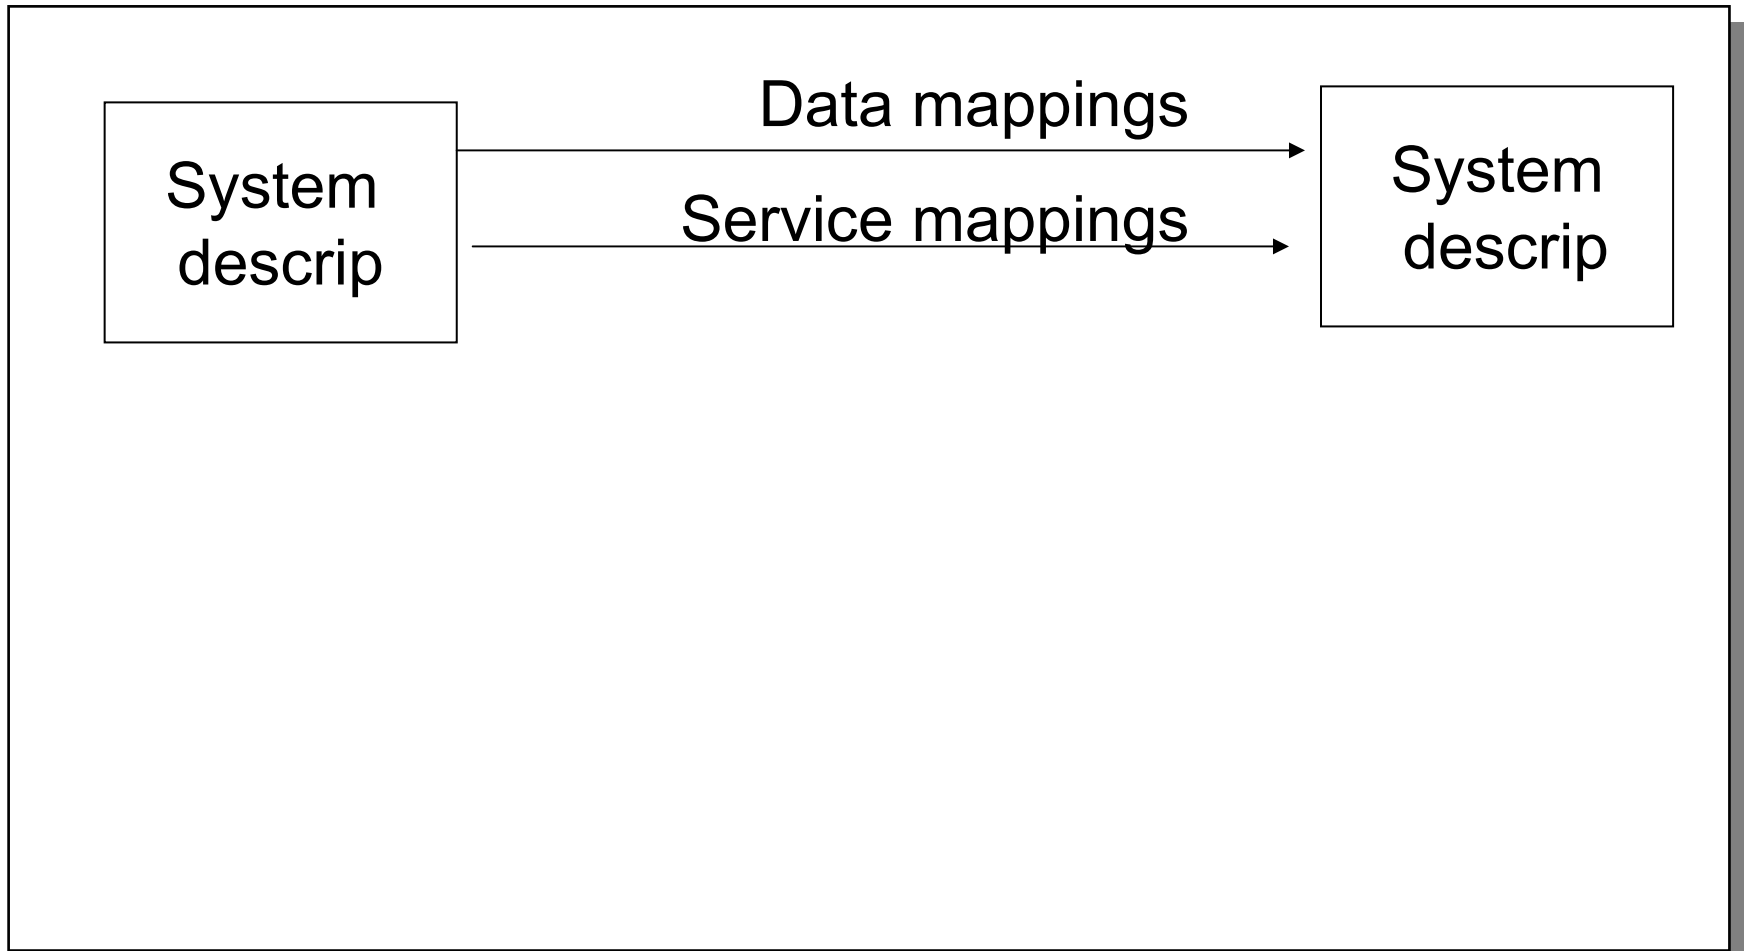 System
descrip
Data mappings
Service mappings
System
descrip